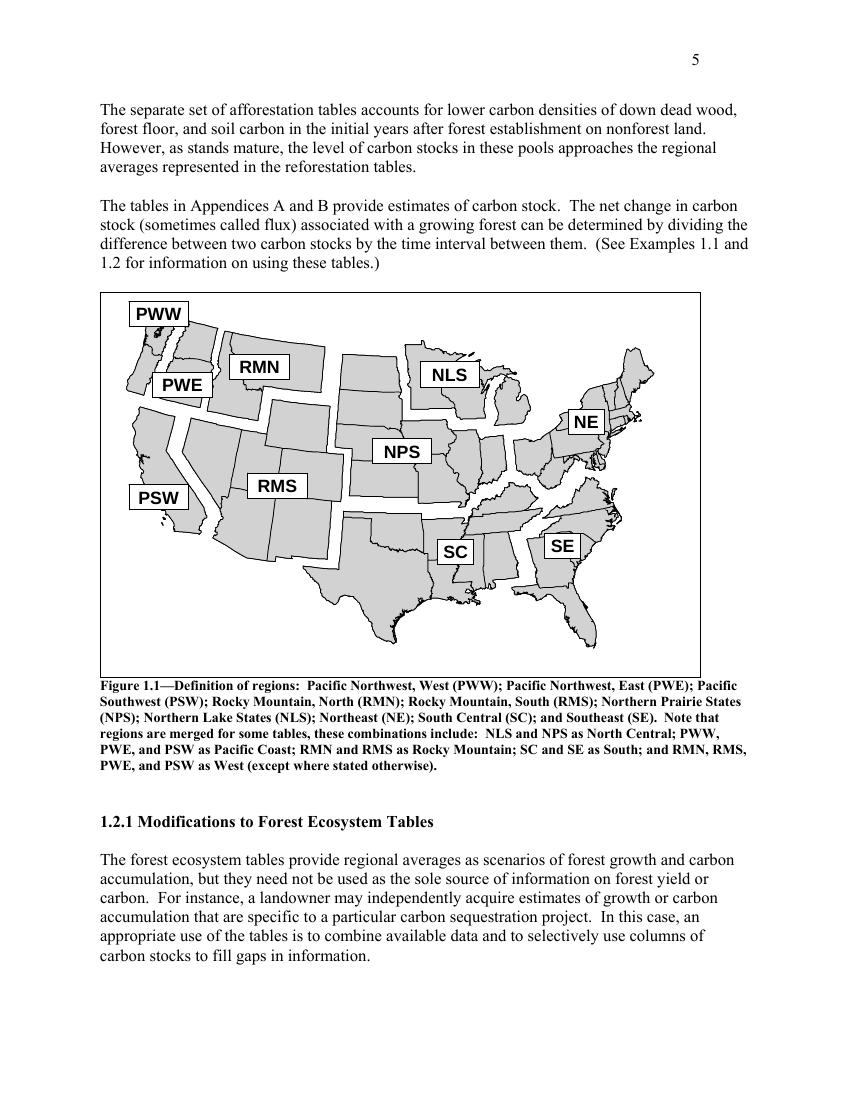 5
The separate set of afforestation tables accounts for lower carbon densities of down dead wood,
forest floor, and soil carbon in the initial years after forest establishment on nonforest land.
However, as stands mature, the level of carbon stocks in these pools approaches the regional
averages represented in the reforestation tables.
The tables in Appendices A and B provide estimates of carbon stock.  The net change in carbon
stock (sometimes called flux) associated with a growing forest can be determined by dividing the
difference between two carbon stocks by the time interval between them.  (See Examples 1.1 and
1.2 for information on using these tables.)
PWW
RMN
NLS
PWE
NE
NPS
RMS
PSW
SC
SE
Figure 1.1—Definition of regions:  Pacific Northwest, West (PWW); Pacific Northwest, East (PWE); Pacific
Southwest (PSW); Rocky Mountain, North (RMN); Rocky Mountain, South (RMS); Northern Prairie States
(NPS); Northern Lake States (NLS); Northeast (NE); South Central (SC); and Southeast (SE).  Note that
regions are merged for some tables, these combinations include:  NLS and NPS as North Central; PWW,
PWE, and PSW as Pacific Coast; RMN and RMS as Rocky Mountain; SC and SE as South; and RMN, RMS,
PWE, and PSW as West (except where stated otherwise).
1.2.1 Modifications to Forest Ecosystem Tables
The forest ecosystem tables provide regional averages as scenarios of forest growth and carbon
accumulation, but they need not be used as the sole source of information on forest yield or
carbon.  For instance, a landowner may independently acquire estimates of growth or carbon
accumulation that are specific to a particular carbon sequestration project.  In this case, an
appropriate use of the tables is to combine available data and to selectively use columns of
carbon stocks to fill gaps in information.